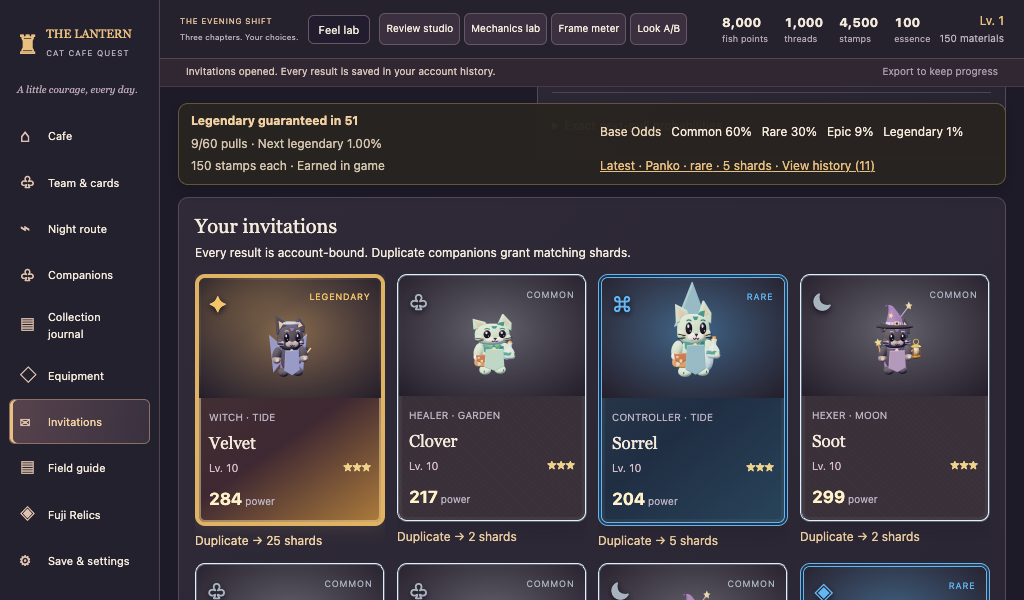 THE LANTERN
CAT CAFE QUEST
A little courage, every day.
Cafe
Team & cards
Night route
Companions
Collection
journal
Equipment
Invitations
Field guide
Fuji Relics
Save & settings
THE EVENING SHIFT
Three chapters. Your choices.
Feel lab
Review studio
Mechanics lab
Frame meter
Look A/B
8,000
fish points
1,000
threads
4,500
stamps
100
essence
Lv. 1
150 materials
Invitations opened. Every result is saved in your account history.
Export to keep progress
Legendary guaranteed in 51
9/60 pulls · Next legendary 1.00%
150 stamps each · Earned in game
Base Odds Common 60% Rare 30% Epic 9% Legendary 1%
Latest · Panko · rare · 5 shards · View history (11)
Your invitations
Every result is account-bound. Duplicate companions grant matching shards.
LEGENDARY
WITCH · TIDE
Velvet
Lv. 10
284 power
Duplicate → 25 shards
COMMON
HEALER · GARDEN
Clover
Lv. 10
217 power
Duplicate → 2 shards
RARE
CONTROLLER · TIDE
Sorrel
Lv. 10
204 power
Duplicate → 5 shards
COMMON
HEXER · MOON
Soot
Lv. 10
299 power
Duplicate → 2 shards
COMMON
COMMON
COMMON
RARE